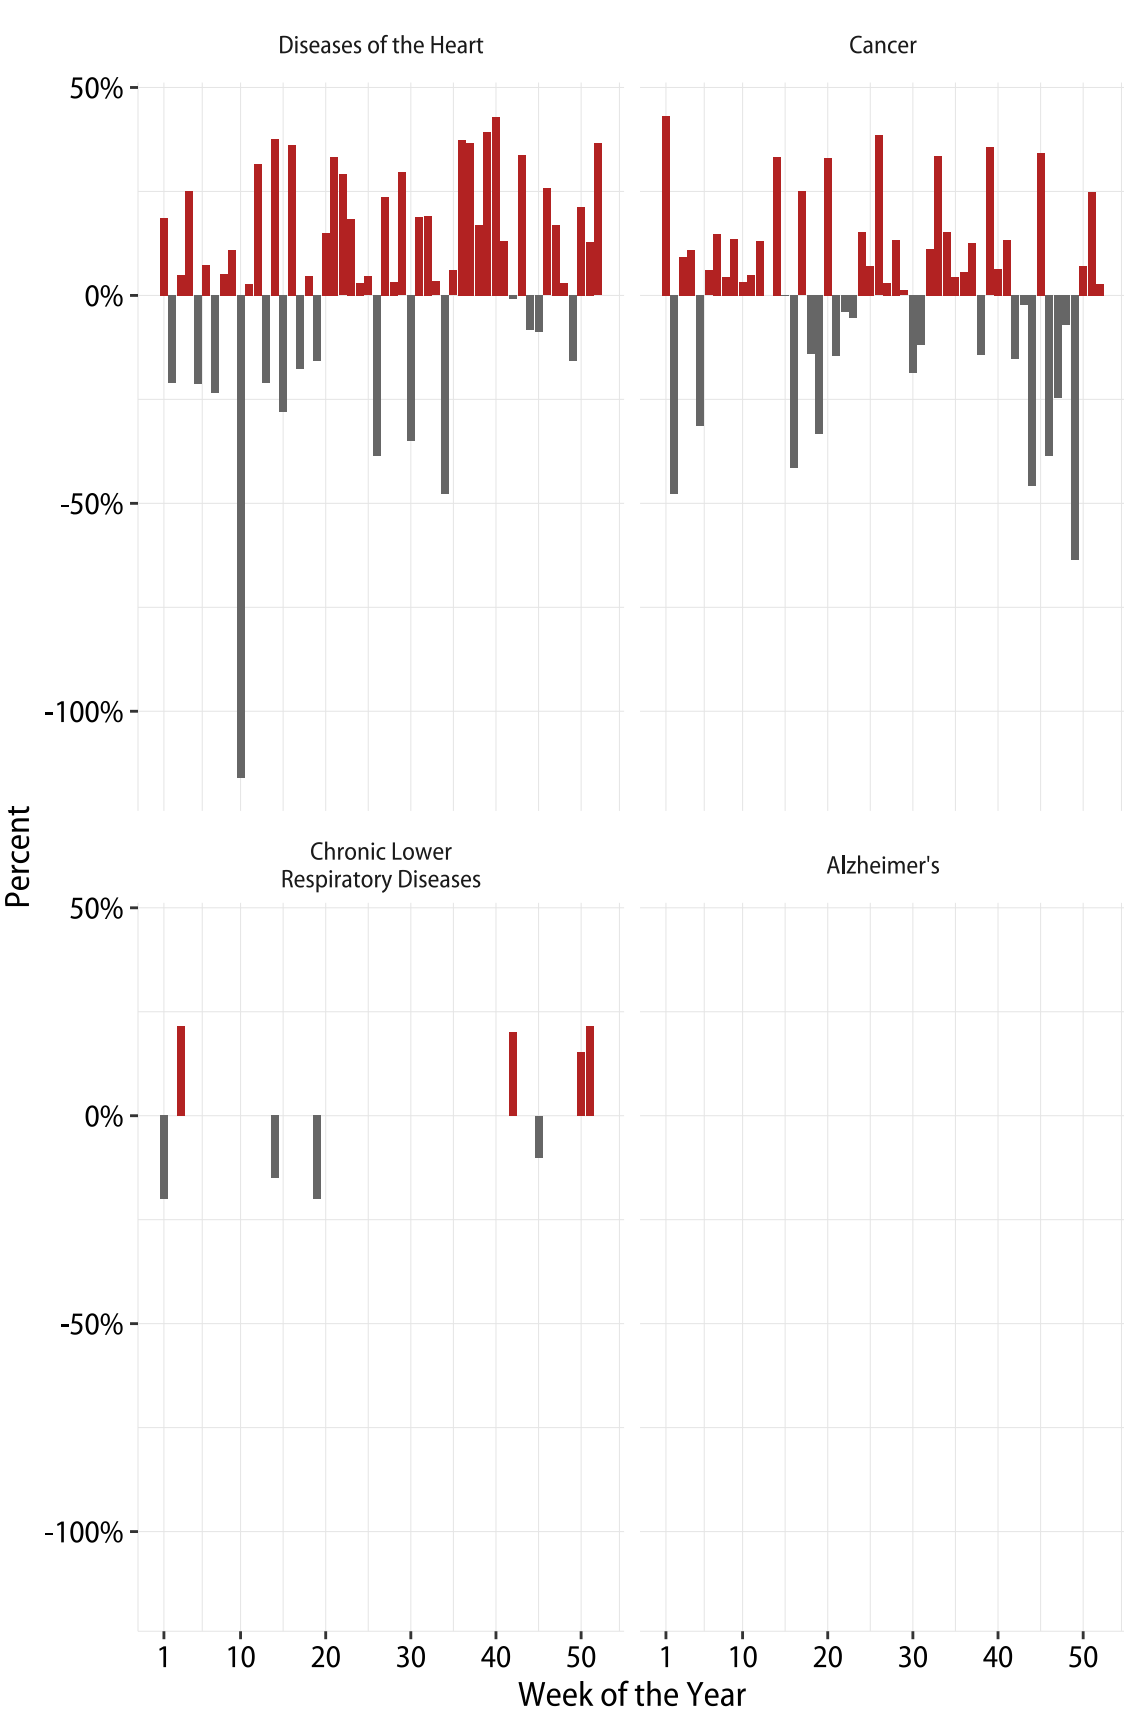 Diseases of the Heart
Cancer
50%
0%
-50%
-100%
Percent
Chronic Lower
Respiratory Diseases
Alzheimer's
50%
0%
-50%
-100%
1 10 20 30 40 50
1 10 20 30 40 50
Week of the Year